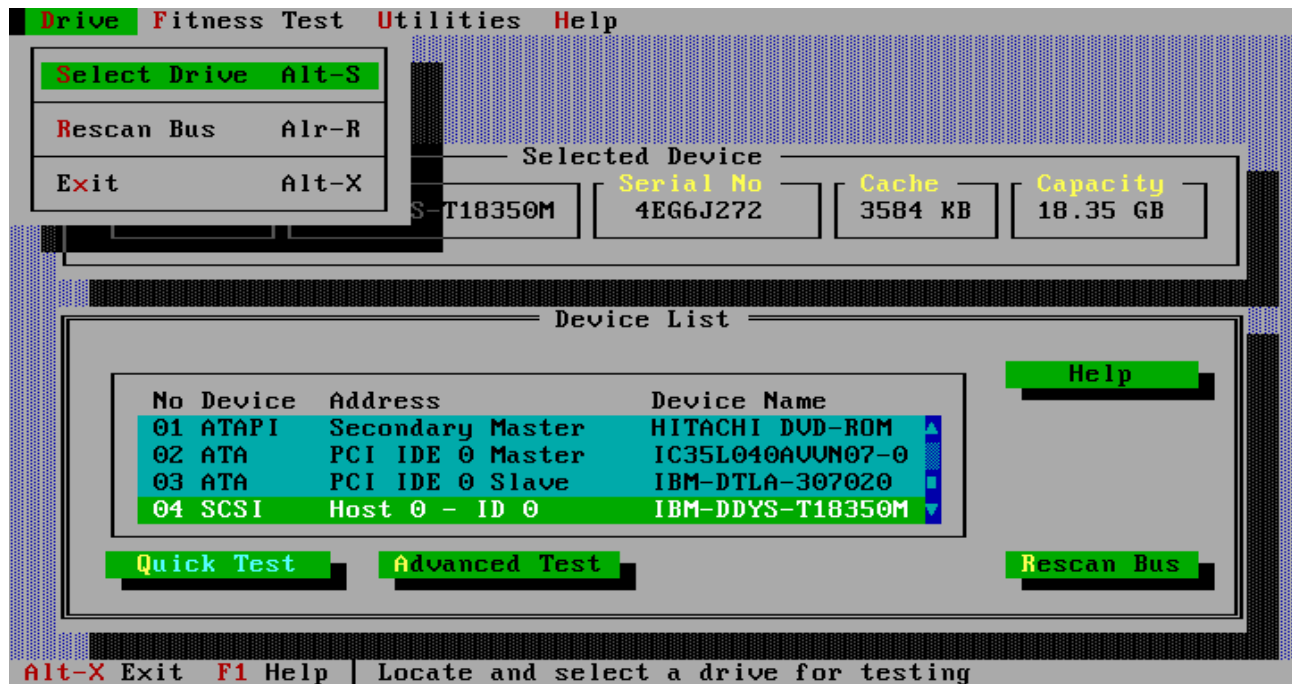 Drive Fitness Test Utilities Help
Select Drive Alt-S
Rescan Bus Alr-R
Exit Alt-X
Selected Device
Serial No Cache Capacity
S-T18350M 4EG6J272 3584 KB 18.35 GB
Device List
Help
No Device Address Device Name
01 ATAPI Secondary Master HITACHI DVD-ROM
02 ATA PCI IDE 0 Master IC35L040AVVN07-0
03 ATA PCI IDE 0 Slave IBM-DTLA-307020
04 SCSI Host 0 - ID 0 IBM-DDYS-T18350M
Quick Test Advanced Test Rescan Bus
Alt-X Exit F1 Help | Locate and select a drive for testing